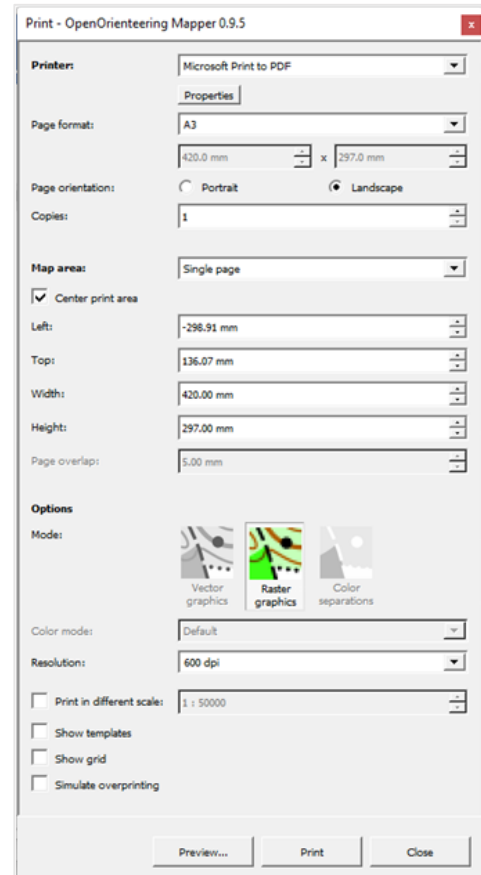 Print - OpenOrienteering Mapper 0.9.5
x
Printer: Microsoft Print to PDF
Properties
Page format: A3
420.0 mm x 297.0 mm
Page orientation: Portrait Landscape
Copies: 1
Map area: Single page
Center print area
Left: -298.91 mm
Top: 136.07 mm
Width: 420.00 mm
Height: 297.00 mm
Page overlap: 5.00 mm
Options
Mode:
Vector Raster Color
graphics graphics separations
Color mode: Default
Resolution: 600 dpi
Print in different scale: 1 : 50000
Show templates
Show grid
Simulate overprinting
Preview... Print Close